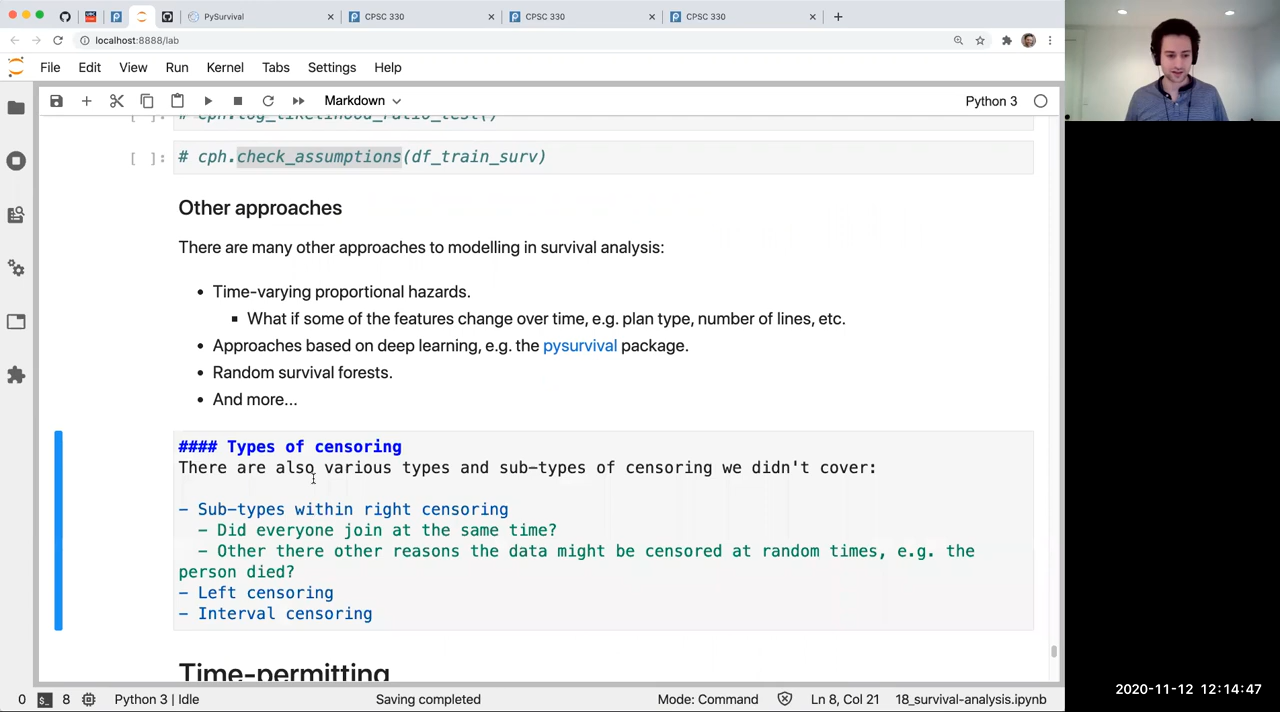 PySurvival
CPSC 330
CPSC 330
CPSC 330
localhost:8888/lab
File Edit View Run Kernel Tabs Settings Help
Markdown
Python 3
[ ]: # cph.log_likelihood_ratio_test()
[ ]: # cph.check_assumptions(df_train_surv)
Other approaches
There are many other approaches to modelling in survival analysis:
• Time-varying proportional hazards.
▪ What if some of the features change over time, e.g. plan type, number of lines, etc.
• Approaches based on deep learning, e.g. the pysurvival package.
• Random survival forests.
• And more...
#### Types of censoring
There are also various types and sub-types of censoring we didn't cover:
- Sub-types within right censoring
- Did everyone join at the same time?
- Other there other reasons the data might be censored at random times, e.g. the
person died?
- Left censoring
- Interval censoring
Time-permitting
0 8 Python 3 | Idle Saving completed Mode: Command Ln 8, Col 21 18_survival-analysis.ipynb
2020-11-12 12:14:47